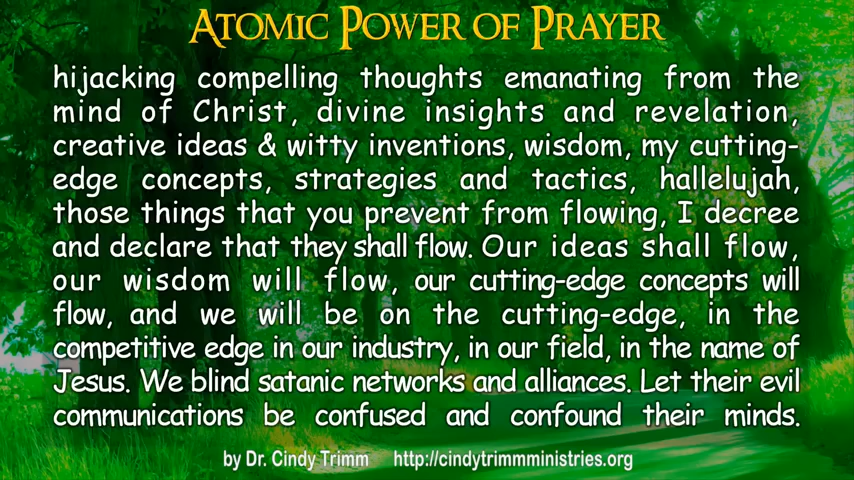 ATOMIC POWER OF PRAYER
hijacking compelling thoughts emanating from the
mind of Christ, divine insights and revelation,
creative ideas & witty inventions, wisdom, my cutting-
edge concepts, strategies and tactics, hallelujah,
those things that you prevent from flowing, I decree
and declare that they shall flow. Our ideas shall flow,
our wisdom will flow, our cutting-edge concepts will
flow, and we will be on the cutting-edge, in the
competitive edge in our industry, in our field, in the name of
Jesus. We blind satanic networks and alliances. Let their evil
communications be confused and confound their minds.
by Dr. Cindy Trimm http://cindytrimmministries.org